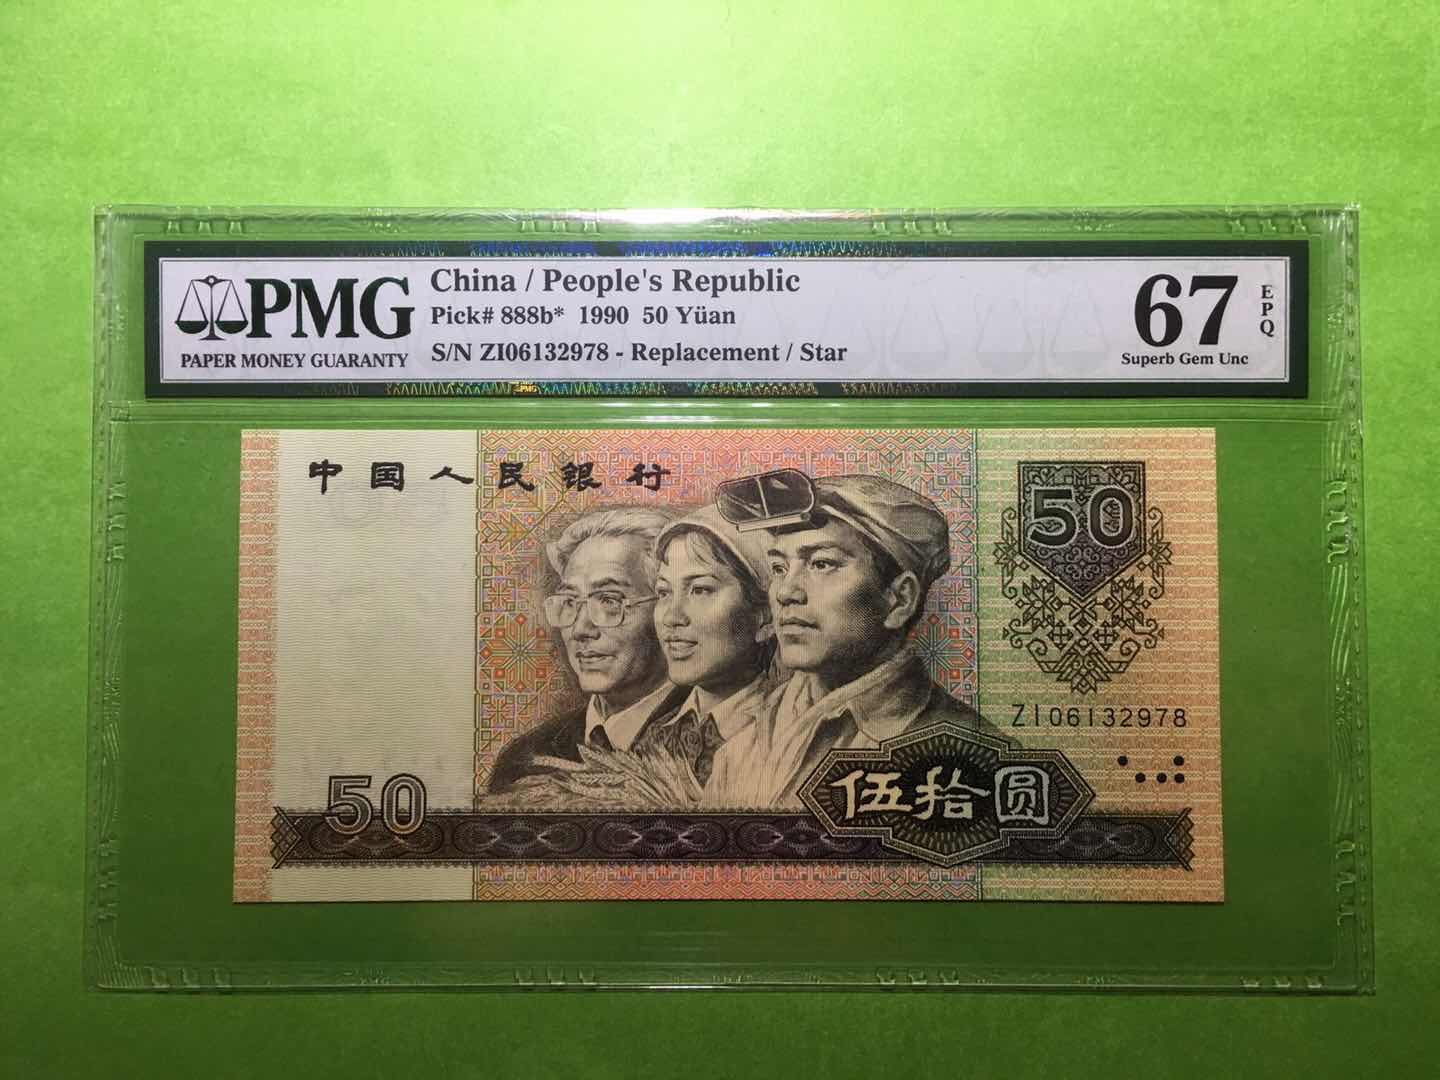 PMG
PAPER MONEY GUARANTY
China / People's Republic
Pick# 888b* 1990 50 Yüan
S/N ZI06132978 - Replacement / Star
67
EPQ
Superb Gem Unc
PMG
中国人民银行
50
ZI06132978
50
伍拾圆